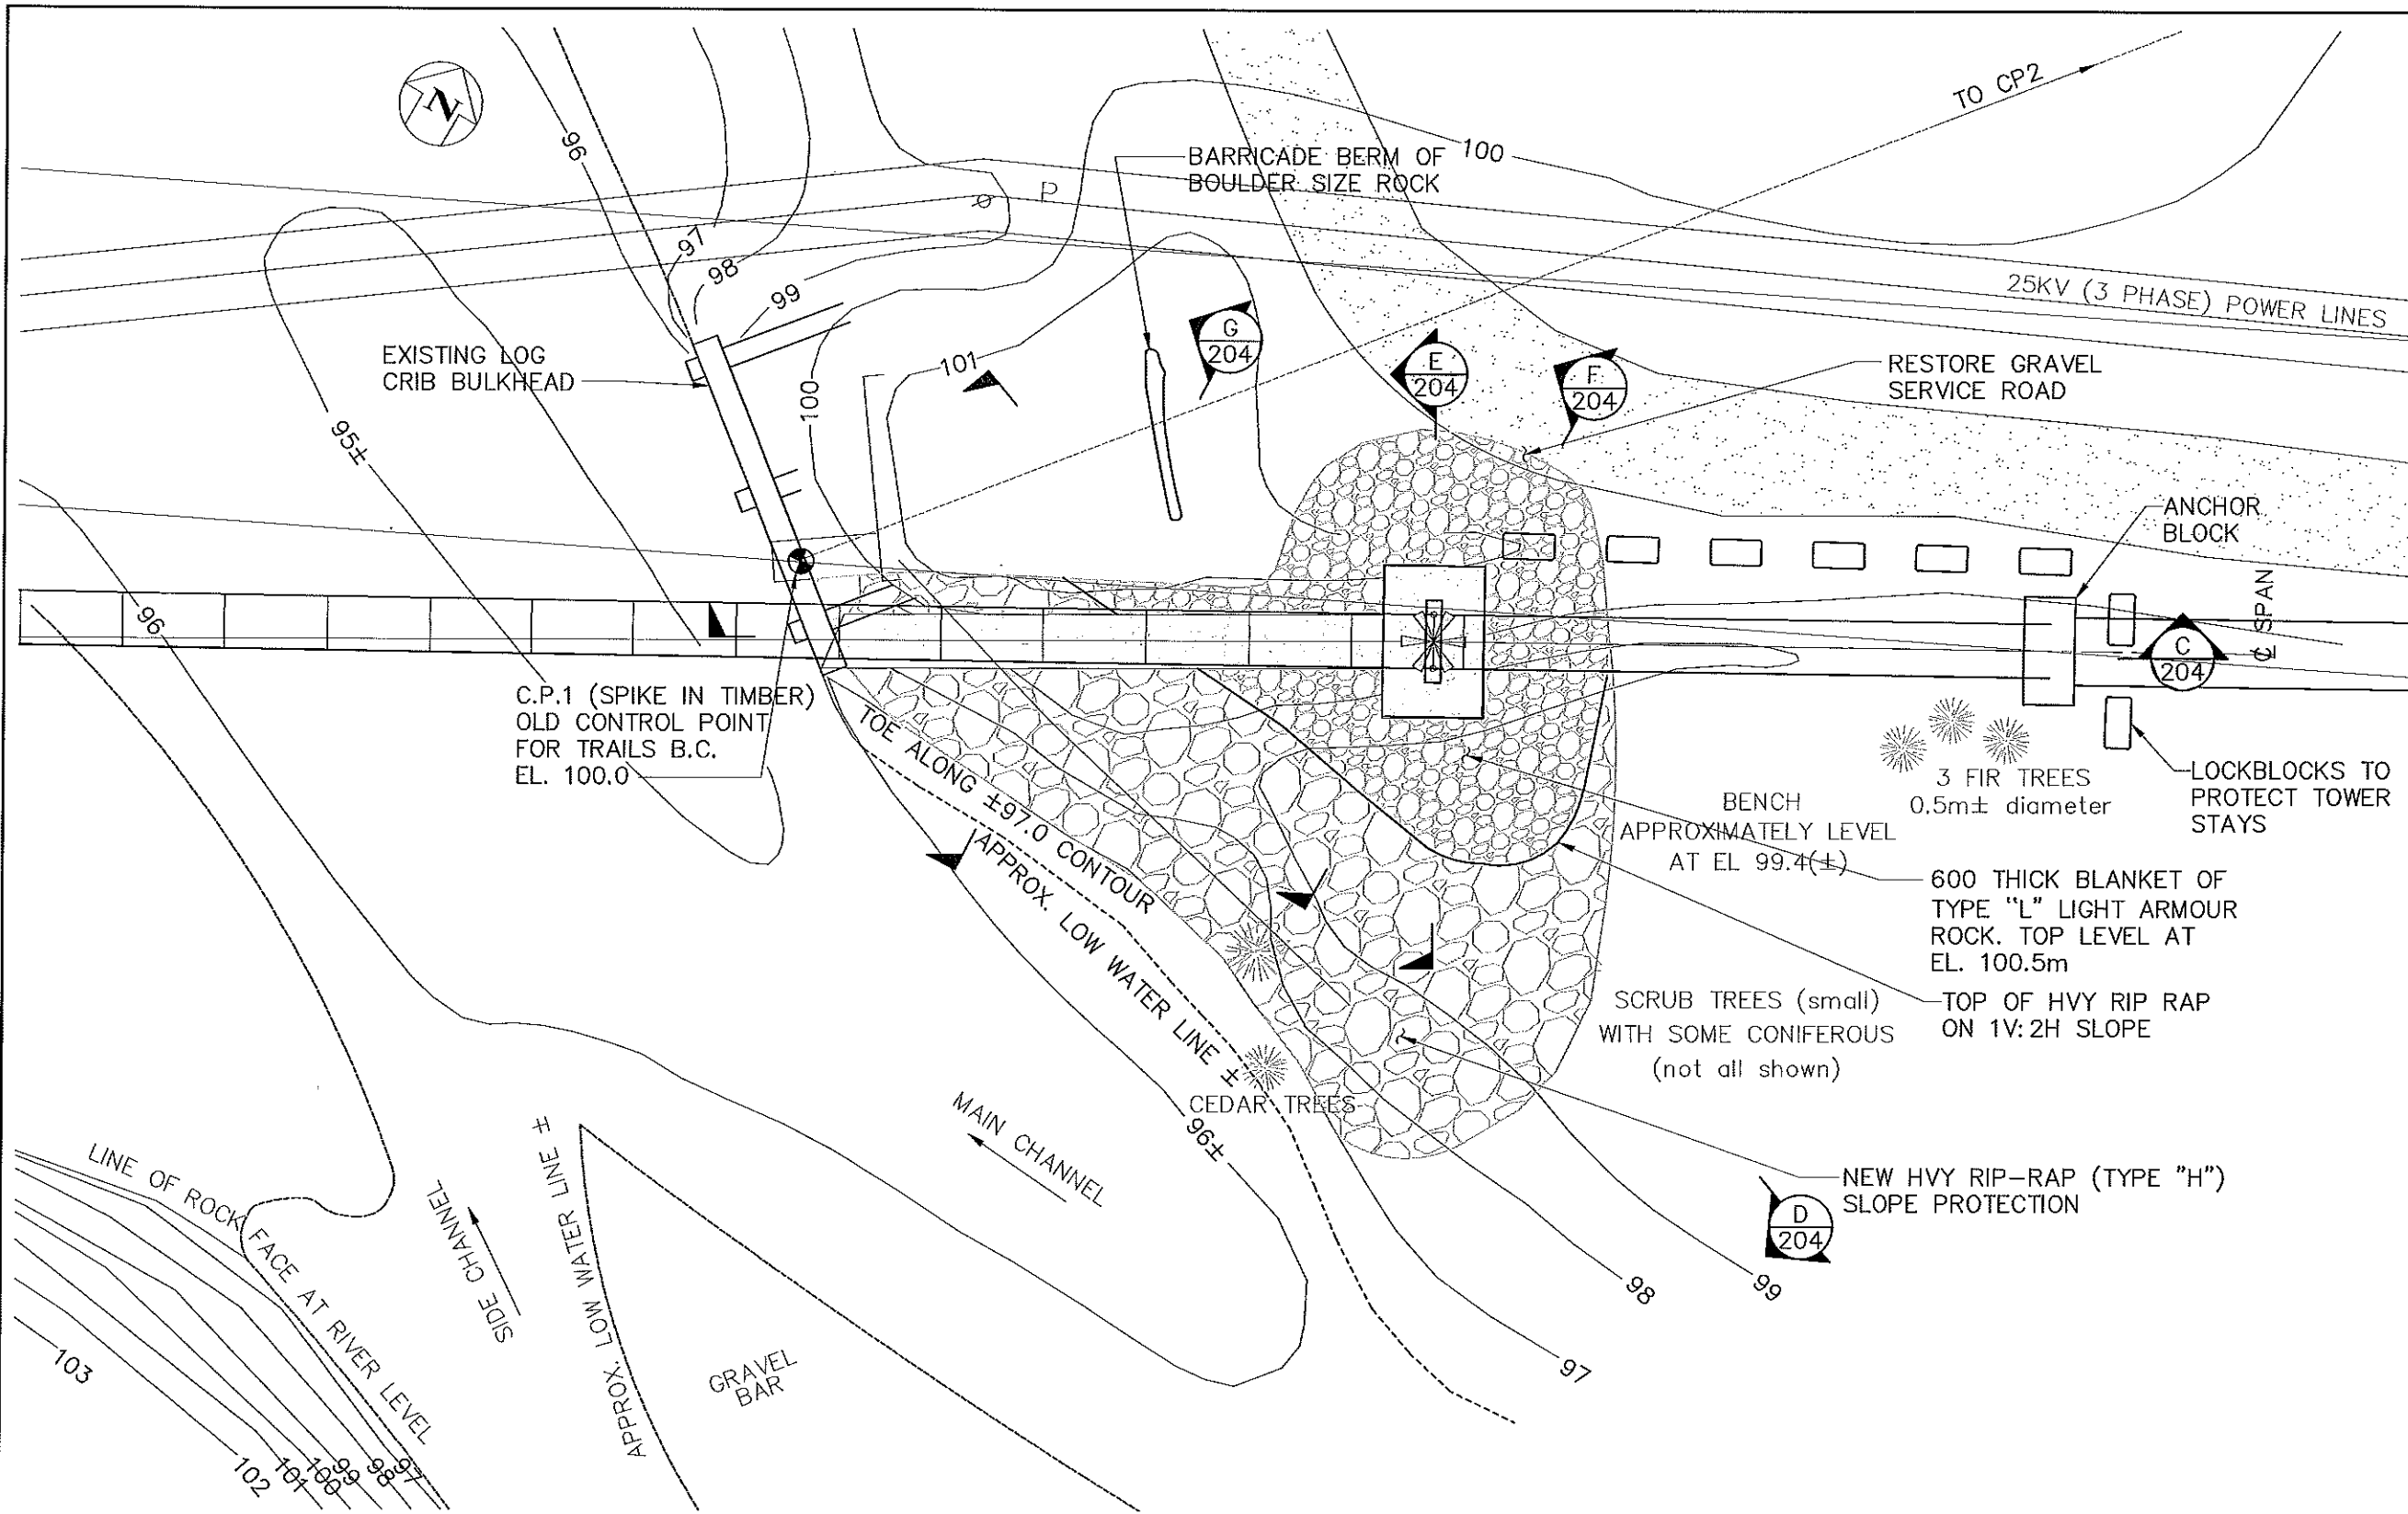 N
TO CP2
96
BARRICADE BERM OF
BOULDER SIZE ROCK
100
P
97
98
99
25KV (3 PHASE) POWER LINES
G
204
EXISTING LOG
CRIB BULKHEAD
101
100
E
204
F
204
RESTORE GRAVEL
SERVICE ROAD
95±
ANCHOR
BLOCK
℄ SPAN
96
C
204
C.P.1 (SPIKE IN TIMBER)
OLD CONTROL POINT
FOR TRAILS B.C.
EL. 100.0
TOE ALONG ±97.0 CONTOUR
APPROX. LOW WATER LINE ±
3 FIR TREES
0.5m± diameter
LOCKBLOCKS TO
PROTECT TOWER
STAYS
BENCH
APPROXIMATELY LEVEL
AT EL 99.4(±)
600 THICK BLANKET OF
TYPE "L" LIGHT ARMOUR
ROCK. TOP LEVEL AT
EL. 100.5m
SCRUB TREES (small)
WITH SOME CONIFEROUS
(not all shown)
TOP OF HVY RIP RAP
ON 1V:2H SLOPE
CEDAR TREES
96±
MAIN CHANNEL
LINE OF ROCK FACE AT RIVER LEVEL
SIDE CHANNEL
APPROX. LOW WATER LINE ±
NEW HVY RIP-RAP (TYPE "H")
SLOPE PROTECTION
D
204
98
99
97
GRAVEL
BAR
103
102
101
100
99
98
97